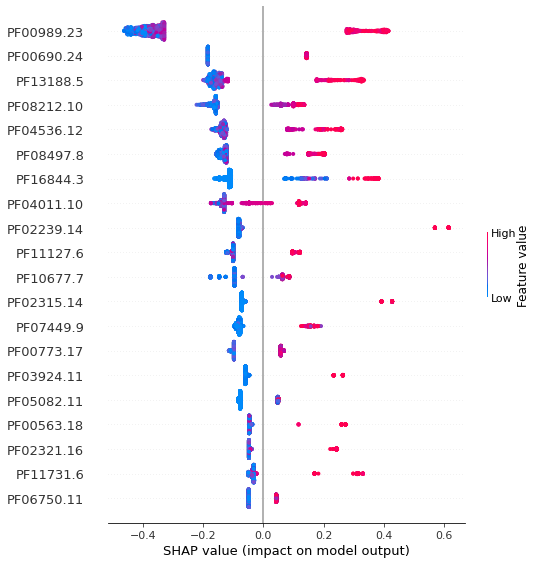 PF00989.23
PF00690.24
PF13188.5
PF08212.10
PF04536.12
PF08497.8
PF16844.3
PF04011.10
PF02239.14
PF11127.6
PF10677.7
PF02315.14
PF07449.9
PF00773.17
PF03924.11
PF05082.11
PF00563.18
PF02321.16
PF11731.6
PF06750.11
−0.4 −0.2 0.0 0.2 0.4 0.6
SHAP value (impact on model output)
High
Low
Feature value